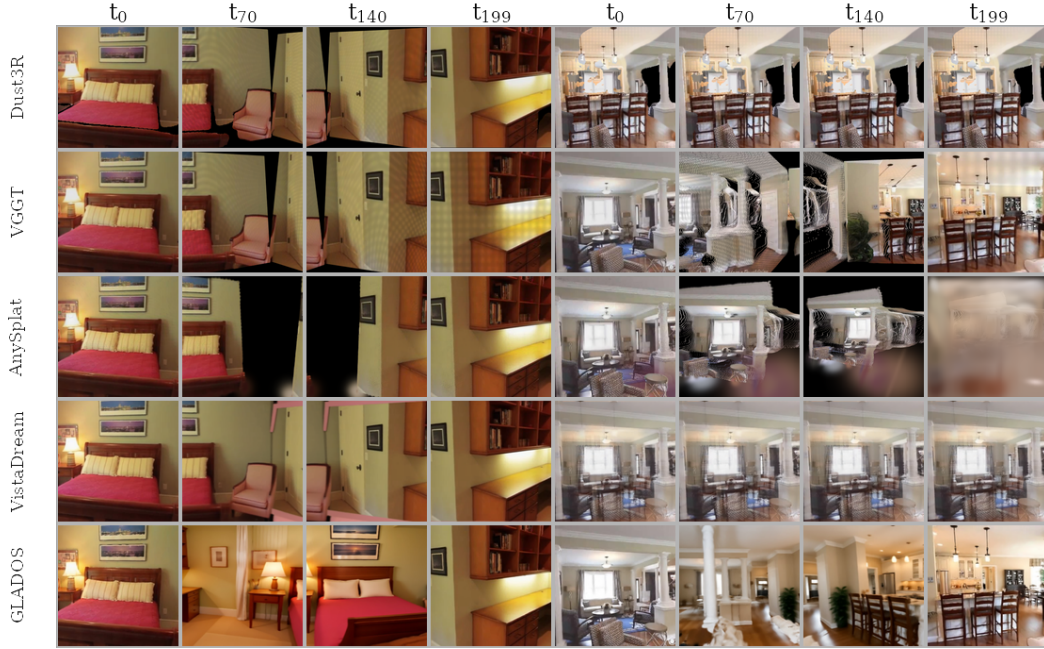 t₀ t₇₀ t₁₄₀ t₁₉₉ t₀ t₇₀ t₁₄₀ t₁₉₉
Dust3R
VGGT
AnySplat
VistaDream
GLADOS